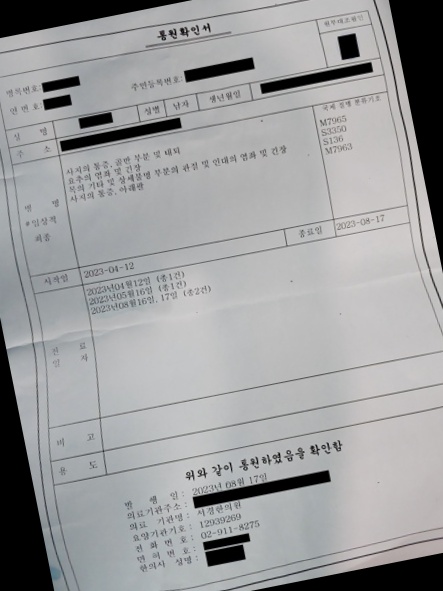 통원확인서
병록번호:
주민등록번호:
원무대조필인
연 번 호:
성 명
성별
남자
생년월일
주 소
국제 질병 분류기호
병 명
*임상적
최종
사지의 통증, 골반 부분 및 대퇴
요추의 염좌 및 긴장
목의 기타 및 상세불명 부분의 관절 및 인대의 염좌 및 긴장
사지의 통증, 아래팔
M7965
S3350
S136
M7963
시작일
2023-04-12
종료일
2023-08-17
진 료
일 자
2023년04월12일 (총1건)
2023년05월16일 (총1건)
2023년08월16일, 17일 (총2건)
비 고
용 도
위와 같이 통원하였음을 확인함
발 행 일: 2023년 08월 17일
의료기관주소:
의료 기관명: 서경한의원
요양기관기호: 12939269
전 화 번 호: 02-911-8275
면 허 번 호:
한의사 성명: